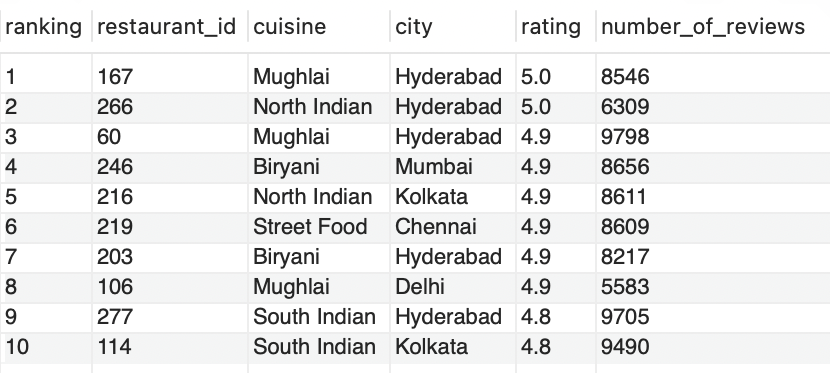 ranking restaurant_id cuisine city rating number_of_reviews
1 167 Mughlai Hyderabad 5.0 8546
2 266 North Indian Hyderabad 5.0 6309
3 60 Mughlai Hyderabad 4.9 9798
4 246 Biryani Mumbai 4.9 8656
5 216 North Indian Kolkata 4.9 8611
6 219 Street Food Chennai 4.9 8609
7 203 Biryani Hyderabad 4.9 8217
8 106 Mughlai Delhi 4.9 5583
9 277 South Indian Hyderabad 4.8 9705
10 114 South Indian Kolkata 4.8 9490